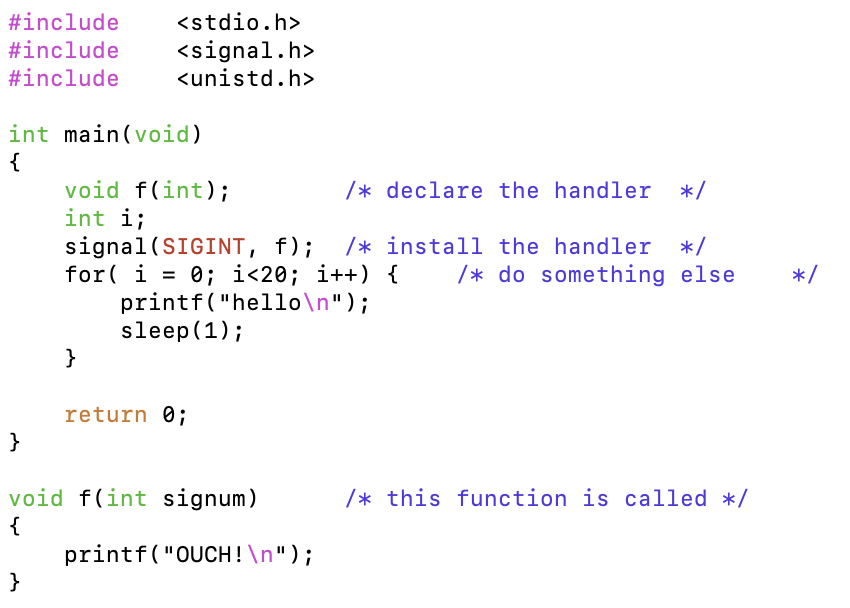 #include    <stdio.h>
#include    <signal.h>
#include    <unistd.h>

int main(void)
{
    void f(int);        /* declare the handler  */
    int i;
    signal(SIGINT, f);  /* install the handler  */
    for( i = 0; i<20; i++) {    /* do something else    */
        printf("hello\n");
        sleep(1);
    }

    return 0;
}

void f(int signum)      /* this function is called */
{
    printf("OUCH!\n");
}